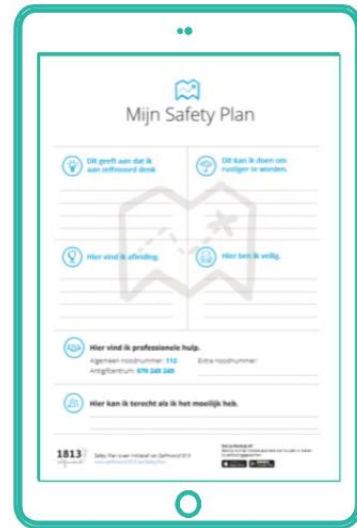 Mijn Safety Plan
Dit geeft aan dat ik
aan zelfmoord denk
Dit kan ik doen om
rustiger te worden.
Hier vind ik afleiding.
Hier ben ik veilig.
Hier vind ik professionele hulp.
Algemeen noodnummer: 112
Extra noodnummer:
Antigifcentrum: 070 245 245
Hier kan ik terecht als ik het moeilijk heb.
1813